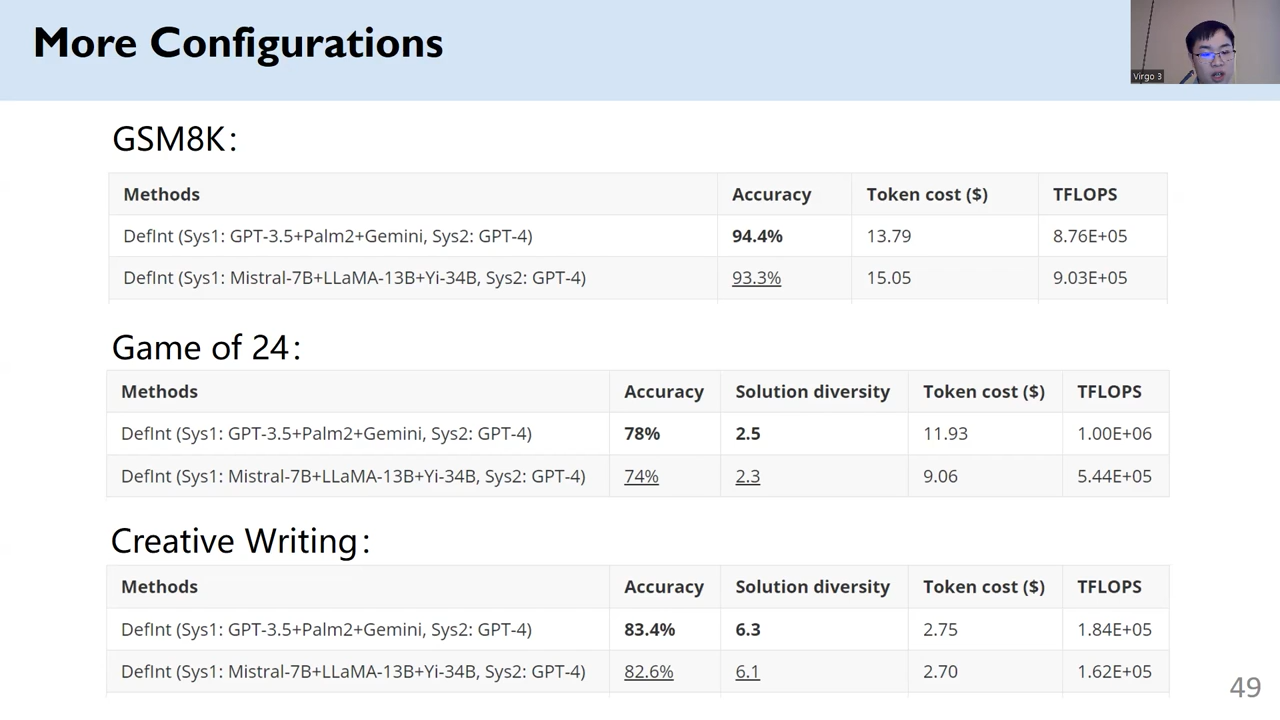 More Configurations
Virgo 3
GSM8K:
Methods Accuracy Token cost ($) TFLOPS
DefInt (Sys1: GPT-3.5+Palm2+Gemini, Sys2: GPT-4) 94.4% 13.79 8.76E+05
DefInt (Sys1: Mistral-7B+LLaMA-13B+Yi-34B, Sys2: GPT-4) 93.3% 15.05 9.03E+05
Game of 24:
Methods Accuracy Solution diversity Token cost ($) TFLOPS
DefInt (Sys1: GPT-3.5+Palm2+Gemini, Sys2: GPT-4) 78% 2.5 11.93 1.00E+06
DefInt (Sys1: Mistral-7B+LLaMA-13B+Yi-34B, Sys2: GPT-4) 74% 2.3 9.06 5.44E+05
Creative Writing:
Methods Accuracy Solution diversity Token cost ($) TFLOPS
DefInt (Sys1: GPT-3.5+Palm2+Gemini, Sys2: GPT-4) 83.4% 6.3 2.75 1.84E+05
DefInt (Sys1: Mistral-7B+LLaMA-13B+Yi-34B, Sys2: GPT-4) 82.6% 6.1 2.70 1.62E+05
49